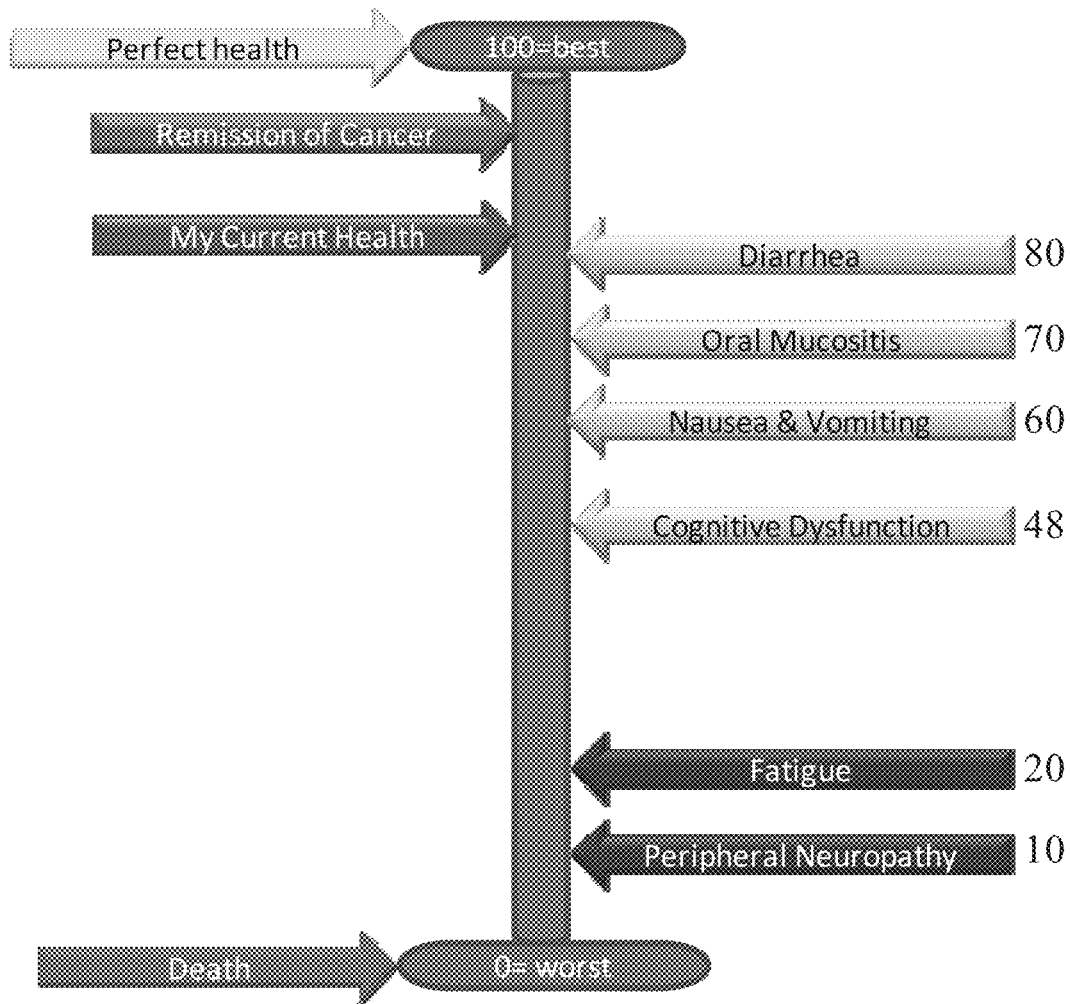 Perfect health
100=best
Remission of Cancer
My Current Health
Diarrhea 80
Oral Mucositis 70
Nausea & Vomiting 60
Cognitive Dysfunction 48
Fatigue 20
Peripheral Neuropathy 10
Death
0= worst